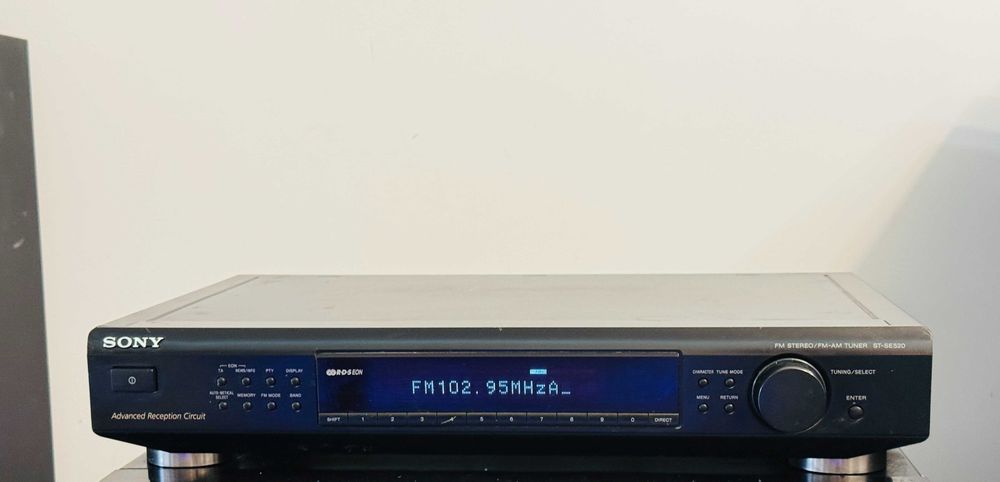 SONY
FM STEREO/FM-AM TUNER ST-SE520
EON
TA NEWS/INFO PTY DISPLAY
R·D·S EON
CHARACTER TUNE MODE
TUNING/SELECT
FM102.95MHzA_
AUTO-BETICAL SELECT MEMORY FM MODE BAND
MENU RETURN
ENTER
Advanced Reception Circuit
SHIFT 1 2 3 4 5 6 7 8 9 0 DIRECT